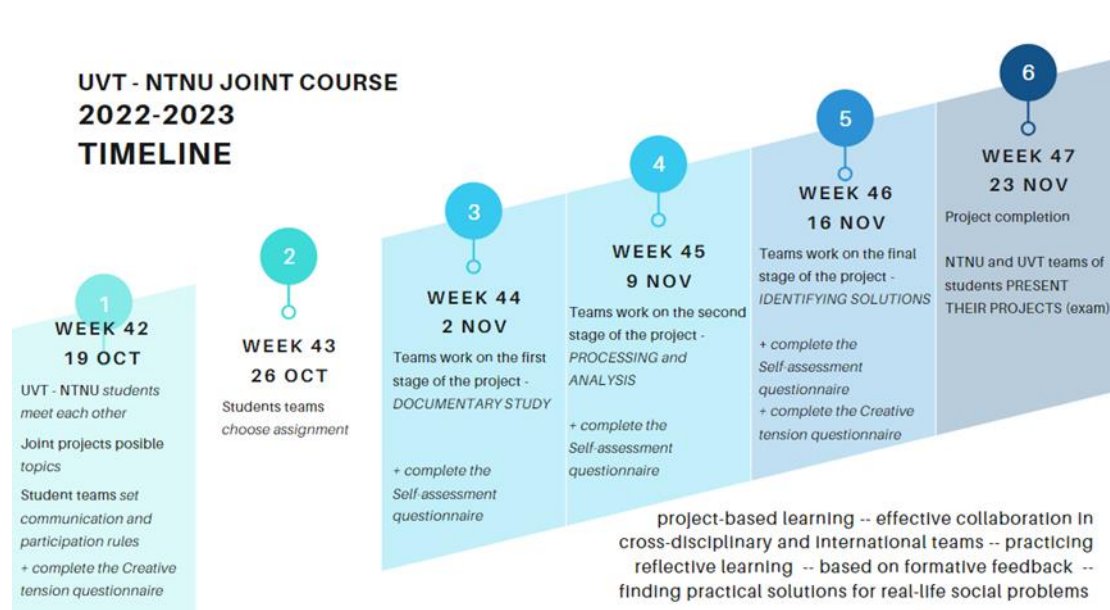 UVT - NTNU JOINT COURSE
2022-2023
TIMELINE
1
WEEK 42
19 OCT
UVT - NTNU students
meet each other
Joint projects posible
topics
Student teams set
communication and
participation rules
+ complete the Creative
tension questionnaire
2
WEEK 43
26 OCT
Students teams
choose assignment
3
WEEK 44
2 NOV
Teams work on the first
stage of the project -
DOCUMENTARY STUDY
+ complete the
Self-assessment
questionnaire
4
WEEK 45
9 NOV
Teams work on the second
stage of the project -
PROCESSING and
ANALYSIS
+ complete the
Self-assessment
questionnaire
5
WEEK 46
16 NOV
Teams work on the final
stage of the project -
IDENTIFYING SOLUTIONS
+ complete the
Self-assessment
questionnaire
+ complete the Creative
tension questionnaire
6
WEEK 47
23 NOV
Project completion
NTNU and UVT teams of
students PRESENT
THEIR PROJECTS (exam)
project-based learning -- effective collaboration in
cross-disciplinary and international teams -- practicing
reflective learning -- based on formative feedback --
finding practical solutions for real-life social problems